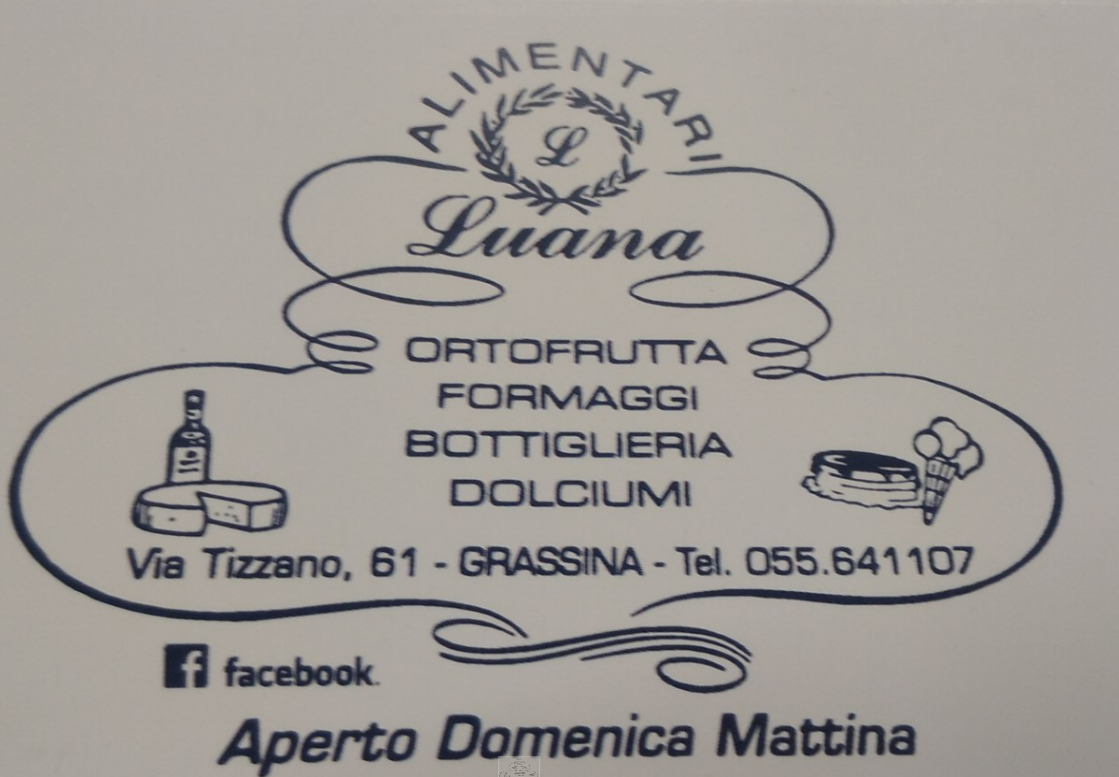 ALIMENTARI
L
Luana
ORTOFRUTTA
FORMAGGI
BOTTIGLIERIA
DOLCIUMI
Via Tizzano, 61 - GRASSINA - Tel. 055.641107
f facebook.
Aperto Domenica Mattina